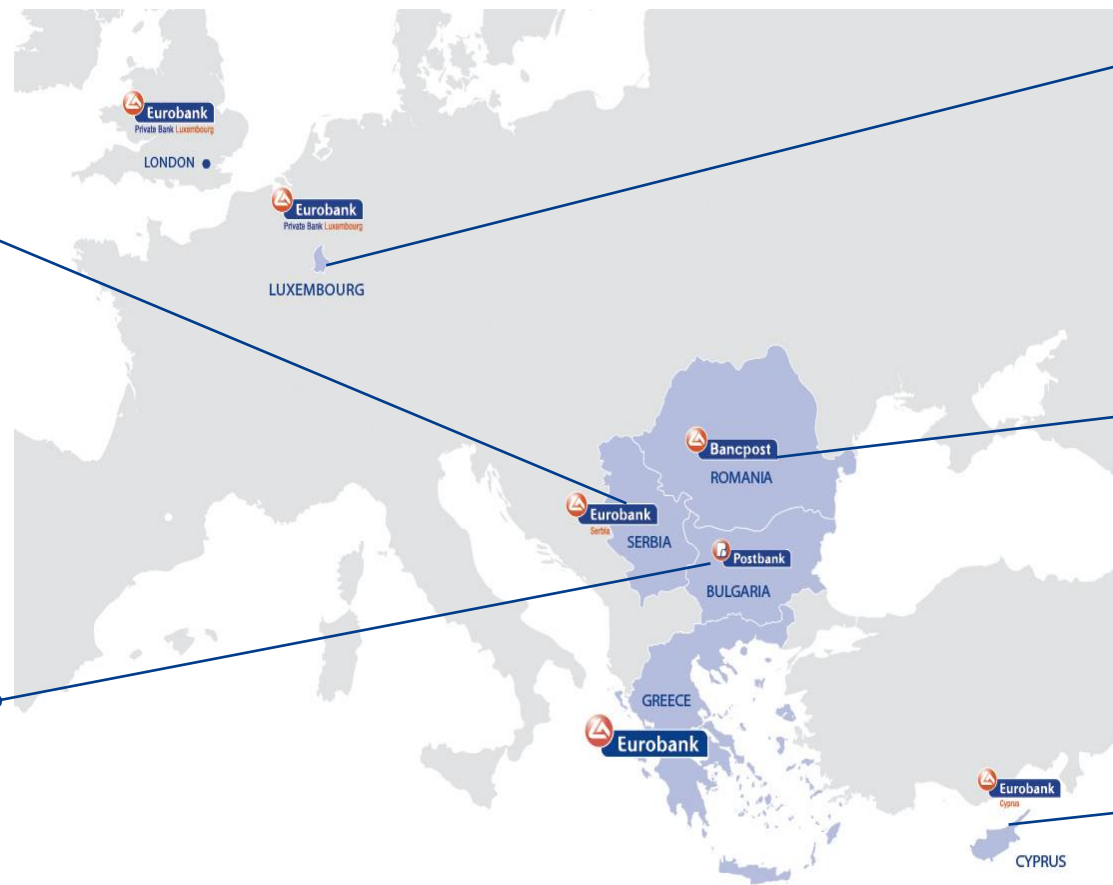 Eurobank
Private Bank Luxembourg
LONDON
Eurobank
Private Bank Luxembourg
LUXEMBOURG
Bancpost
ROMANIA
Eurobank
Serbia
SERBIA
Postbank
BULGARIA
GREECE
Eurobank
Eurobank
Cyprus
CYPRUS